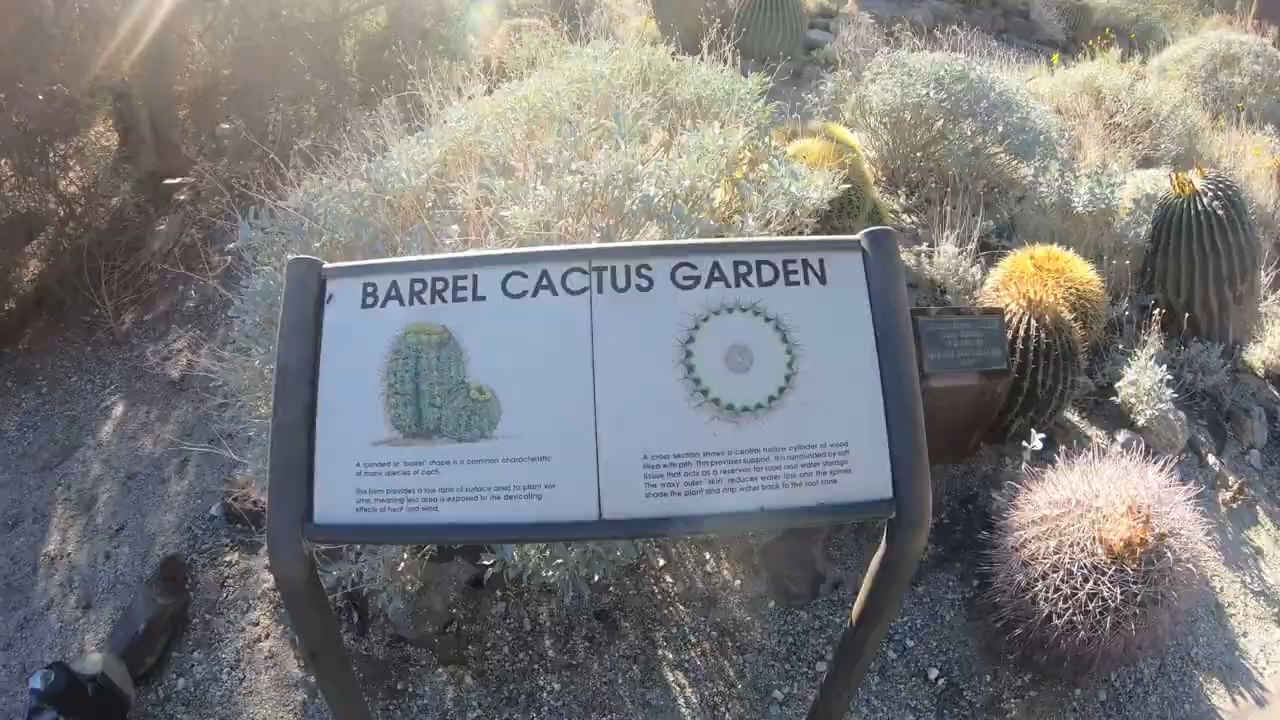 BARREL CACTUS GARDEN
A rounded or "barrel" shape is a common characteristic
of many species of cacti.
This form provides a low ratio of surface area to plant vol-
ume, meaning less area is exposed to the desicating
effects of heat and wind.
A cross section shows a central hollow cylinder of wood
filled with pith. This provides support. It is surrounded by soft
tissue that acts as a reservoir for food and water storage.
The waxy outer "skin" reduces water loss and the spines
shade the plant and drip water back to the root zone.